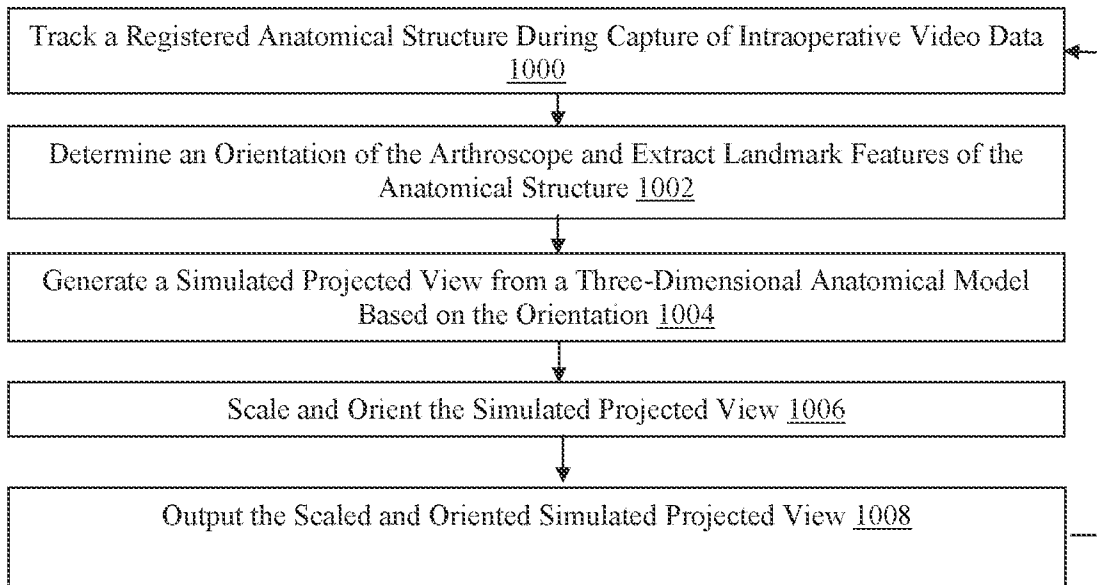 Track a Registered Anatomical Structure During Capture of Intraoperative Video Data
1000
Determine an Orientation of the Arthroscope and Extract Landmark Features of the
Anatomical Structure 1002
Generate a Simulated Projected View from a Three-Dimensional Anatomical Model
Based on the Orientation 1004
Scale and Orient the Simulated Projected View 1006
Output the Scaled and Oriented Simulated Projected View 1008